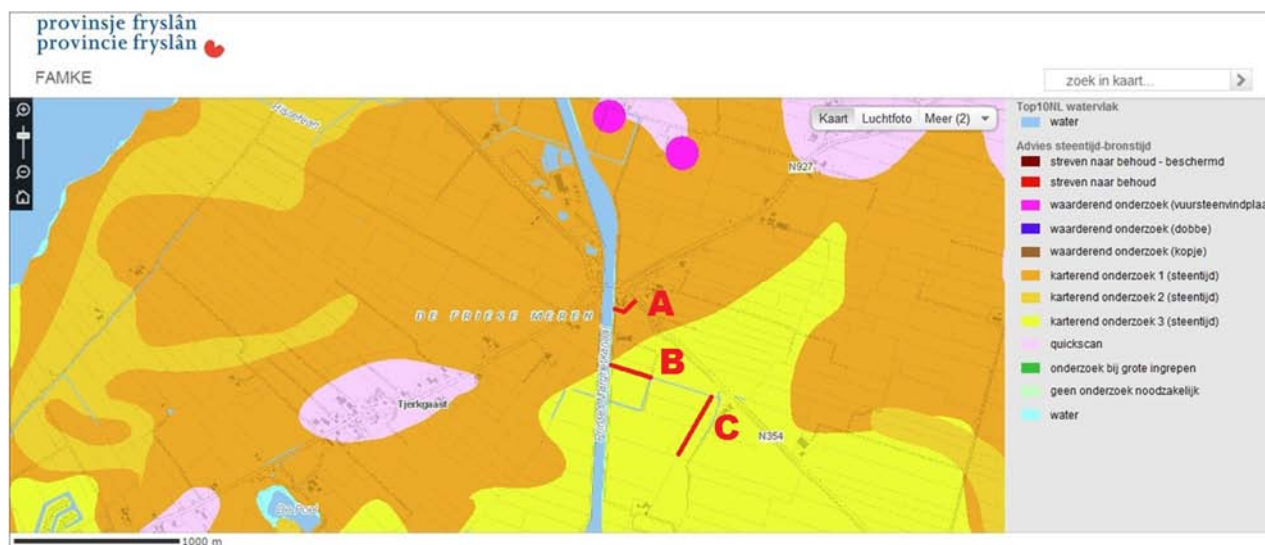 provinsje fryslân
provincie fryslân
FAMKE
zoek in kaart...
Kaart Luchtfoto Meer (2)
N927
A
DE FRIESE MEREN
B
Tjerkgaast
C
N354
1000 m
Top10NL watervlak
water
Advies steentijd-bronstijd
streven naar behoud - beschermd
streven naar behoud
waarderend onderzoek (vuursteenvindplaa
waarderend onderzoek (dobbe)
waarderend onderzoek (kopje)
karterend onderzoek 1 (steentijd)
karterend onderzoek 2 (steentijd)
karterend onderzoek 3 (steentijd)
quickscan
onderzoek bij grote ingrepen
geen onderzoek noodzakelijk
water